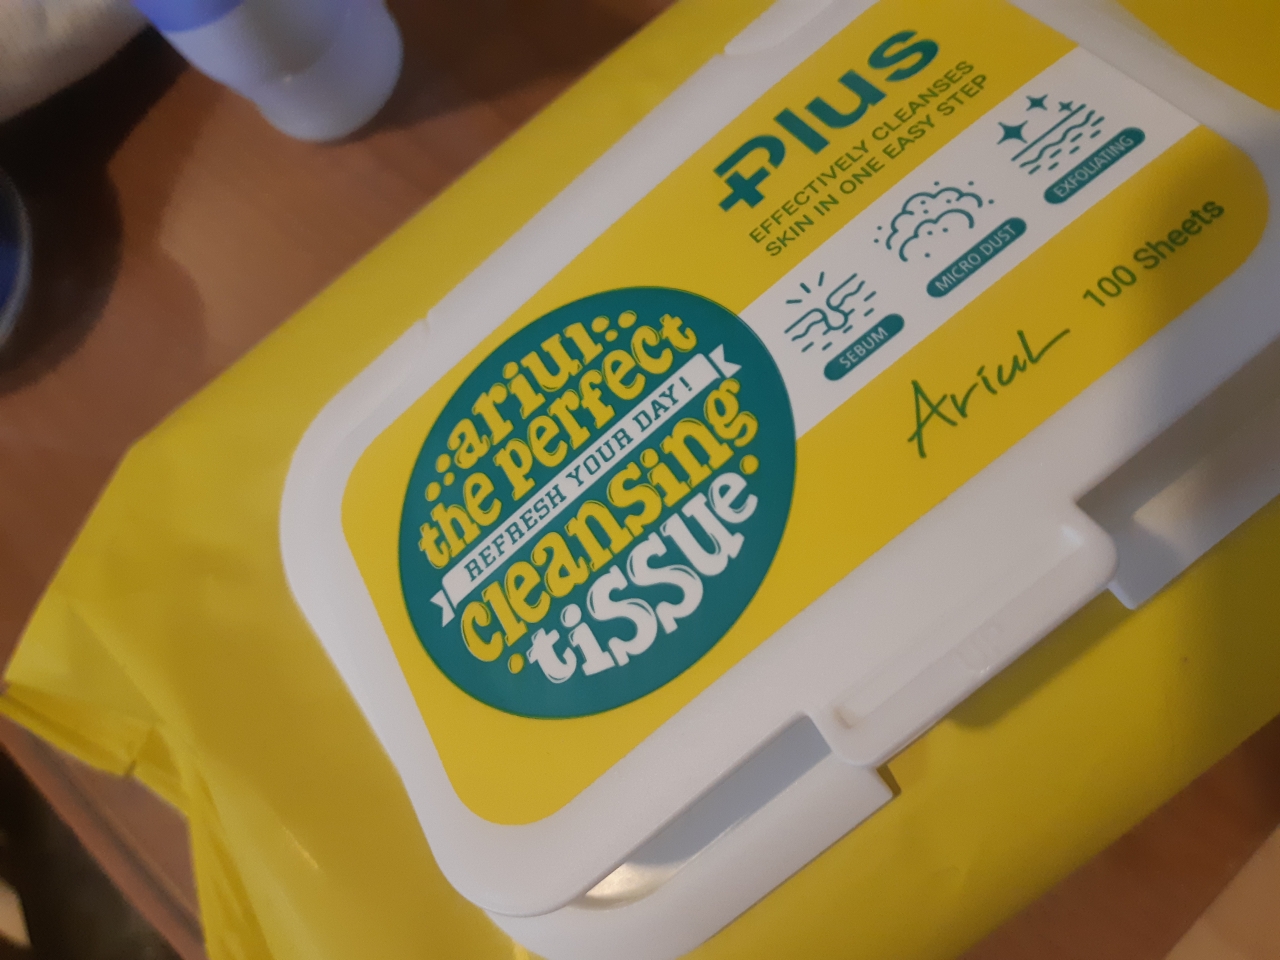 Plus
EFFECTIVELY CLEANSES
SKIN IN ONE EASY STEP
SEBUM
MICRO DUST
EXFOLIATING
Ariul
100 Sheets
ariul
the perfect
REFRESH YOUR DAY!
cleansing
tissue
UP